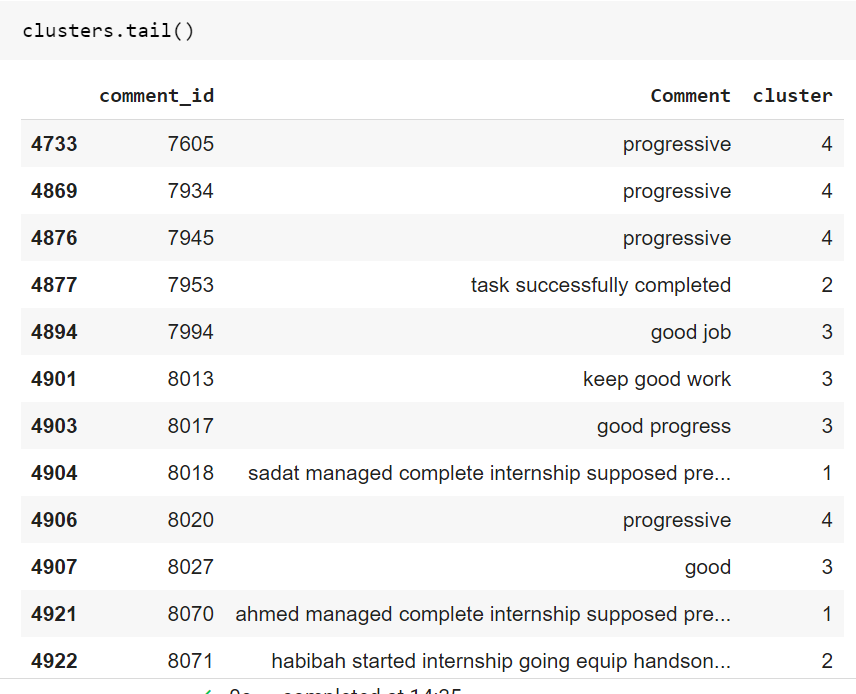 clusters.tail()
comment_id Comment cluster
4733 7605 progressive 4
4869 7934 progressive 4
4876 7945 progressive 4
4877 7953 task successfully completed 2
4894 7994 good job 3
4901 8013 keep good work 3
4903 8017 good progress 3
4904 8018 sadat managed complete internship supposed pre... 1
4906 8020 progressive 4
4907 8027 good 3
4921 8070 ahmed managed complete internship supposed pre... 1
4922 8071 habibah started internship going equip handson... 2
completed at